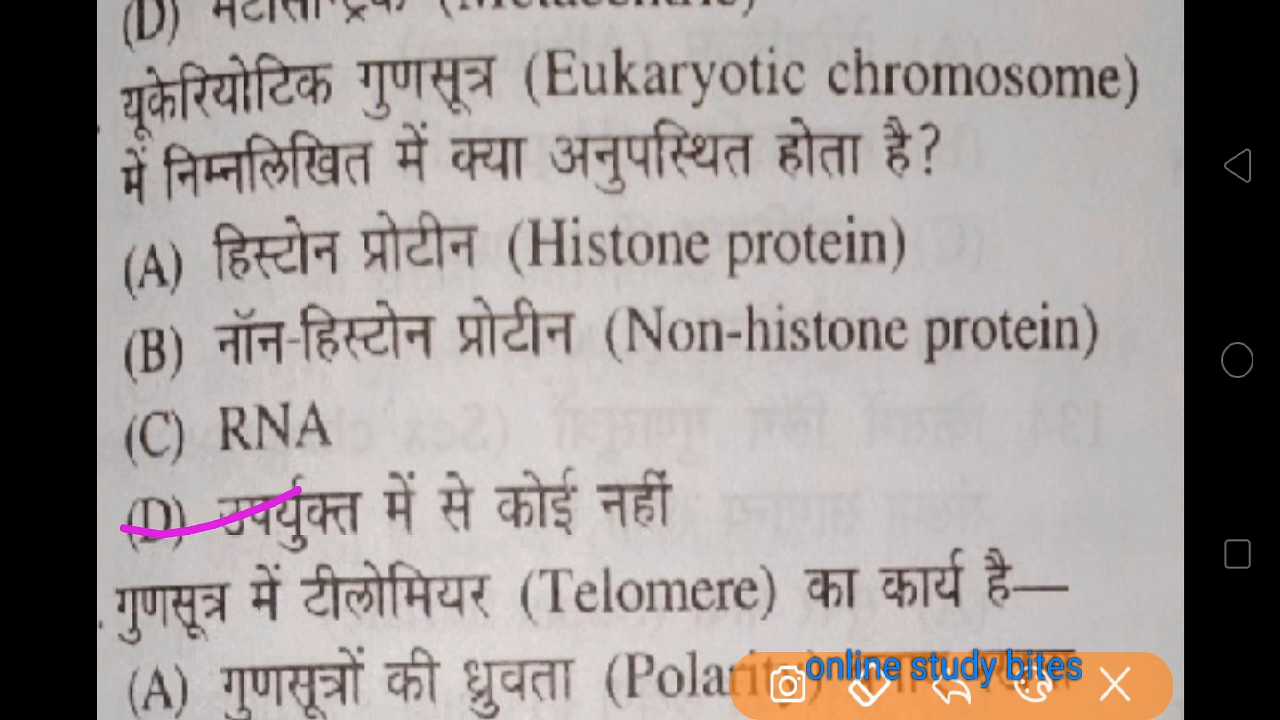 (D)
यूकेरियोटिक गुणसूत्र (Eukaryotic chromosome)
में निम्नलिखित में क्या अनुपस्थित होता है?
(A) हिस्टोन प्रोटीन (Histone protein)
(B) नॉन-हिस्टोन प्रोटीन (Non-histone protein)
(C) RNA
(D) उपर्युक्त में से कोई नहीं
गुणसूत्र में टीलोमियर (Telomere) का कार्य है—
(A) गुणसूत्रों की ध्रुवता (Polarity)
online study bites